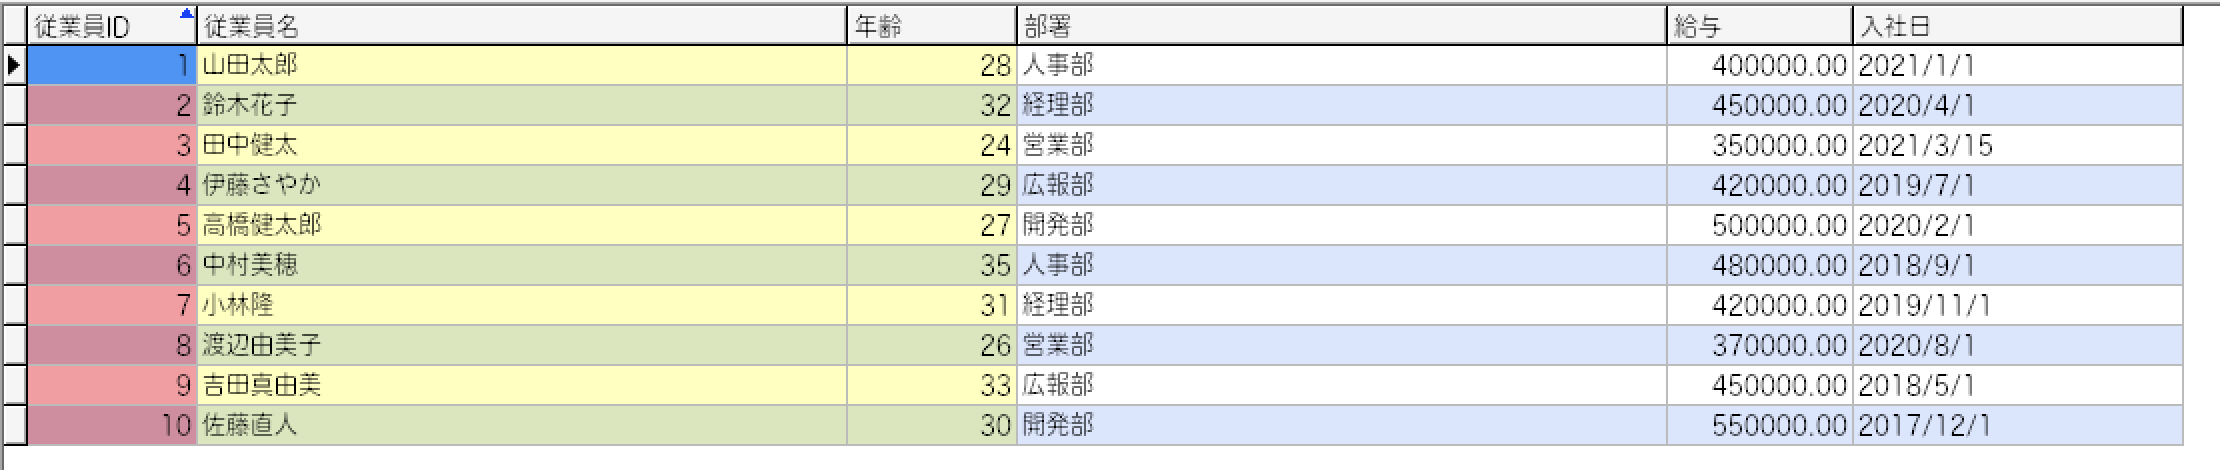 従業員ID 従業員名 年齢 部署 給与 入社日
1 山田太郎 28 人事部 400000.00 2021/1/1
2 鈴木花子 32 経理部 450000.00 2020/4/1
3 田中健太 24 営業部 350000.00 2021/3/15
4 伊藤さやか 29 広報部 420000.00 2019/7/1
5 高橋健太郎 27 開発部 500000.00 2020/2/1
6 中村美穂 35 人事部 480000.00 2018/9/1
7 小林隆 31 経理部 420000.00 2019/11/1
8 渡辺由美子 26 営業部 370000.00 2020/8/1
9 吉田真由美 33 広報部 450000.00 2018/5/1
10 佐藤直人 30 開発部 550000.00 2017/12/1